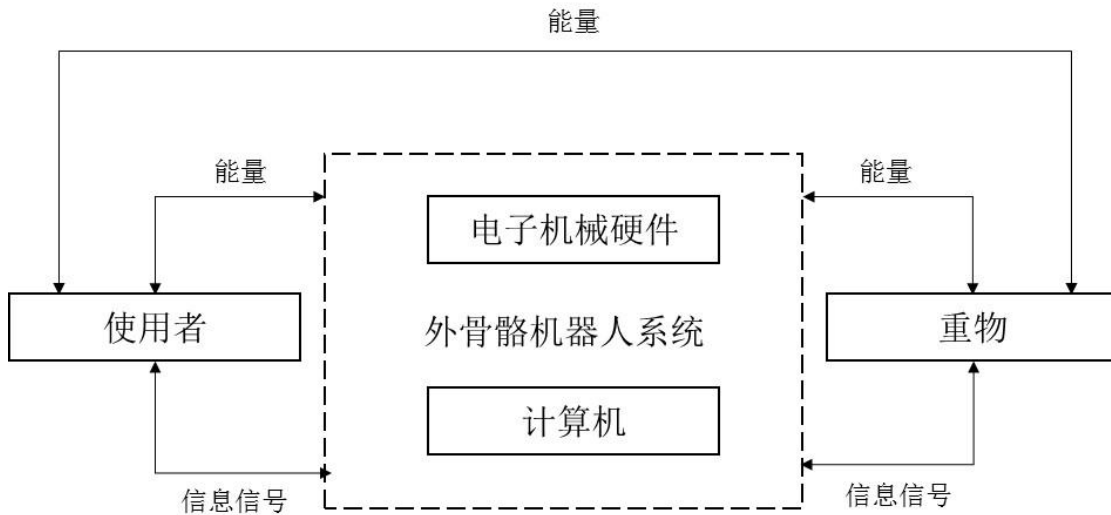 能量
能量
能量
电子机械硬件
使用者
外骨骼机器人系统
重物
计算机
信息信号
信息信号